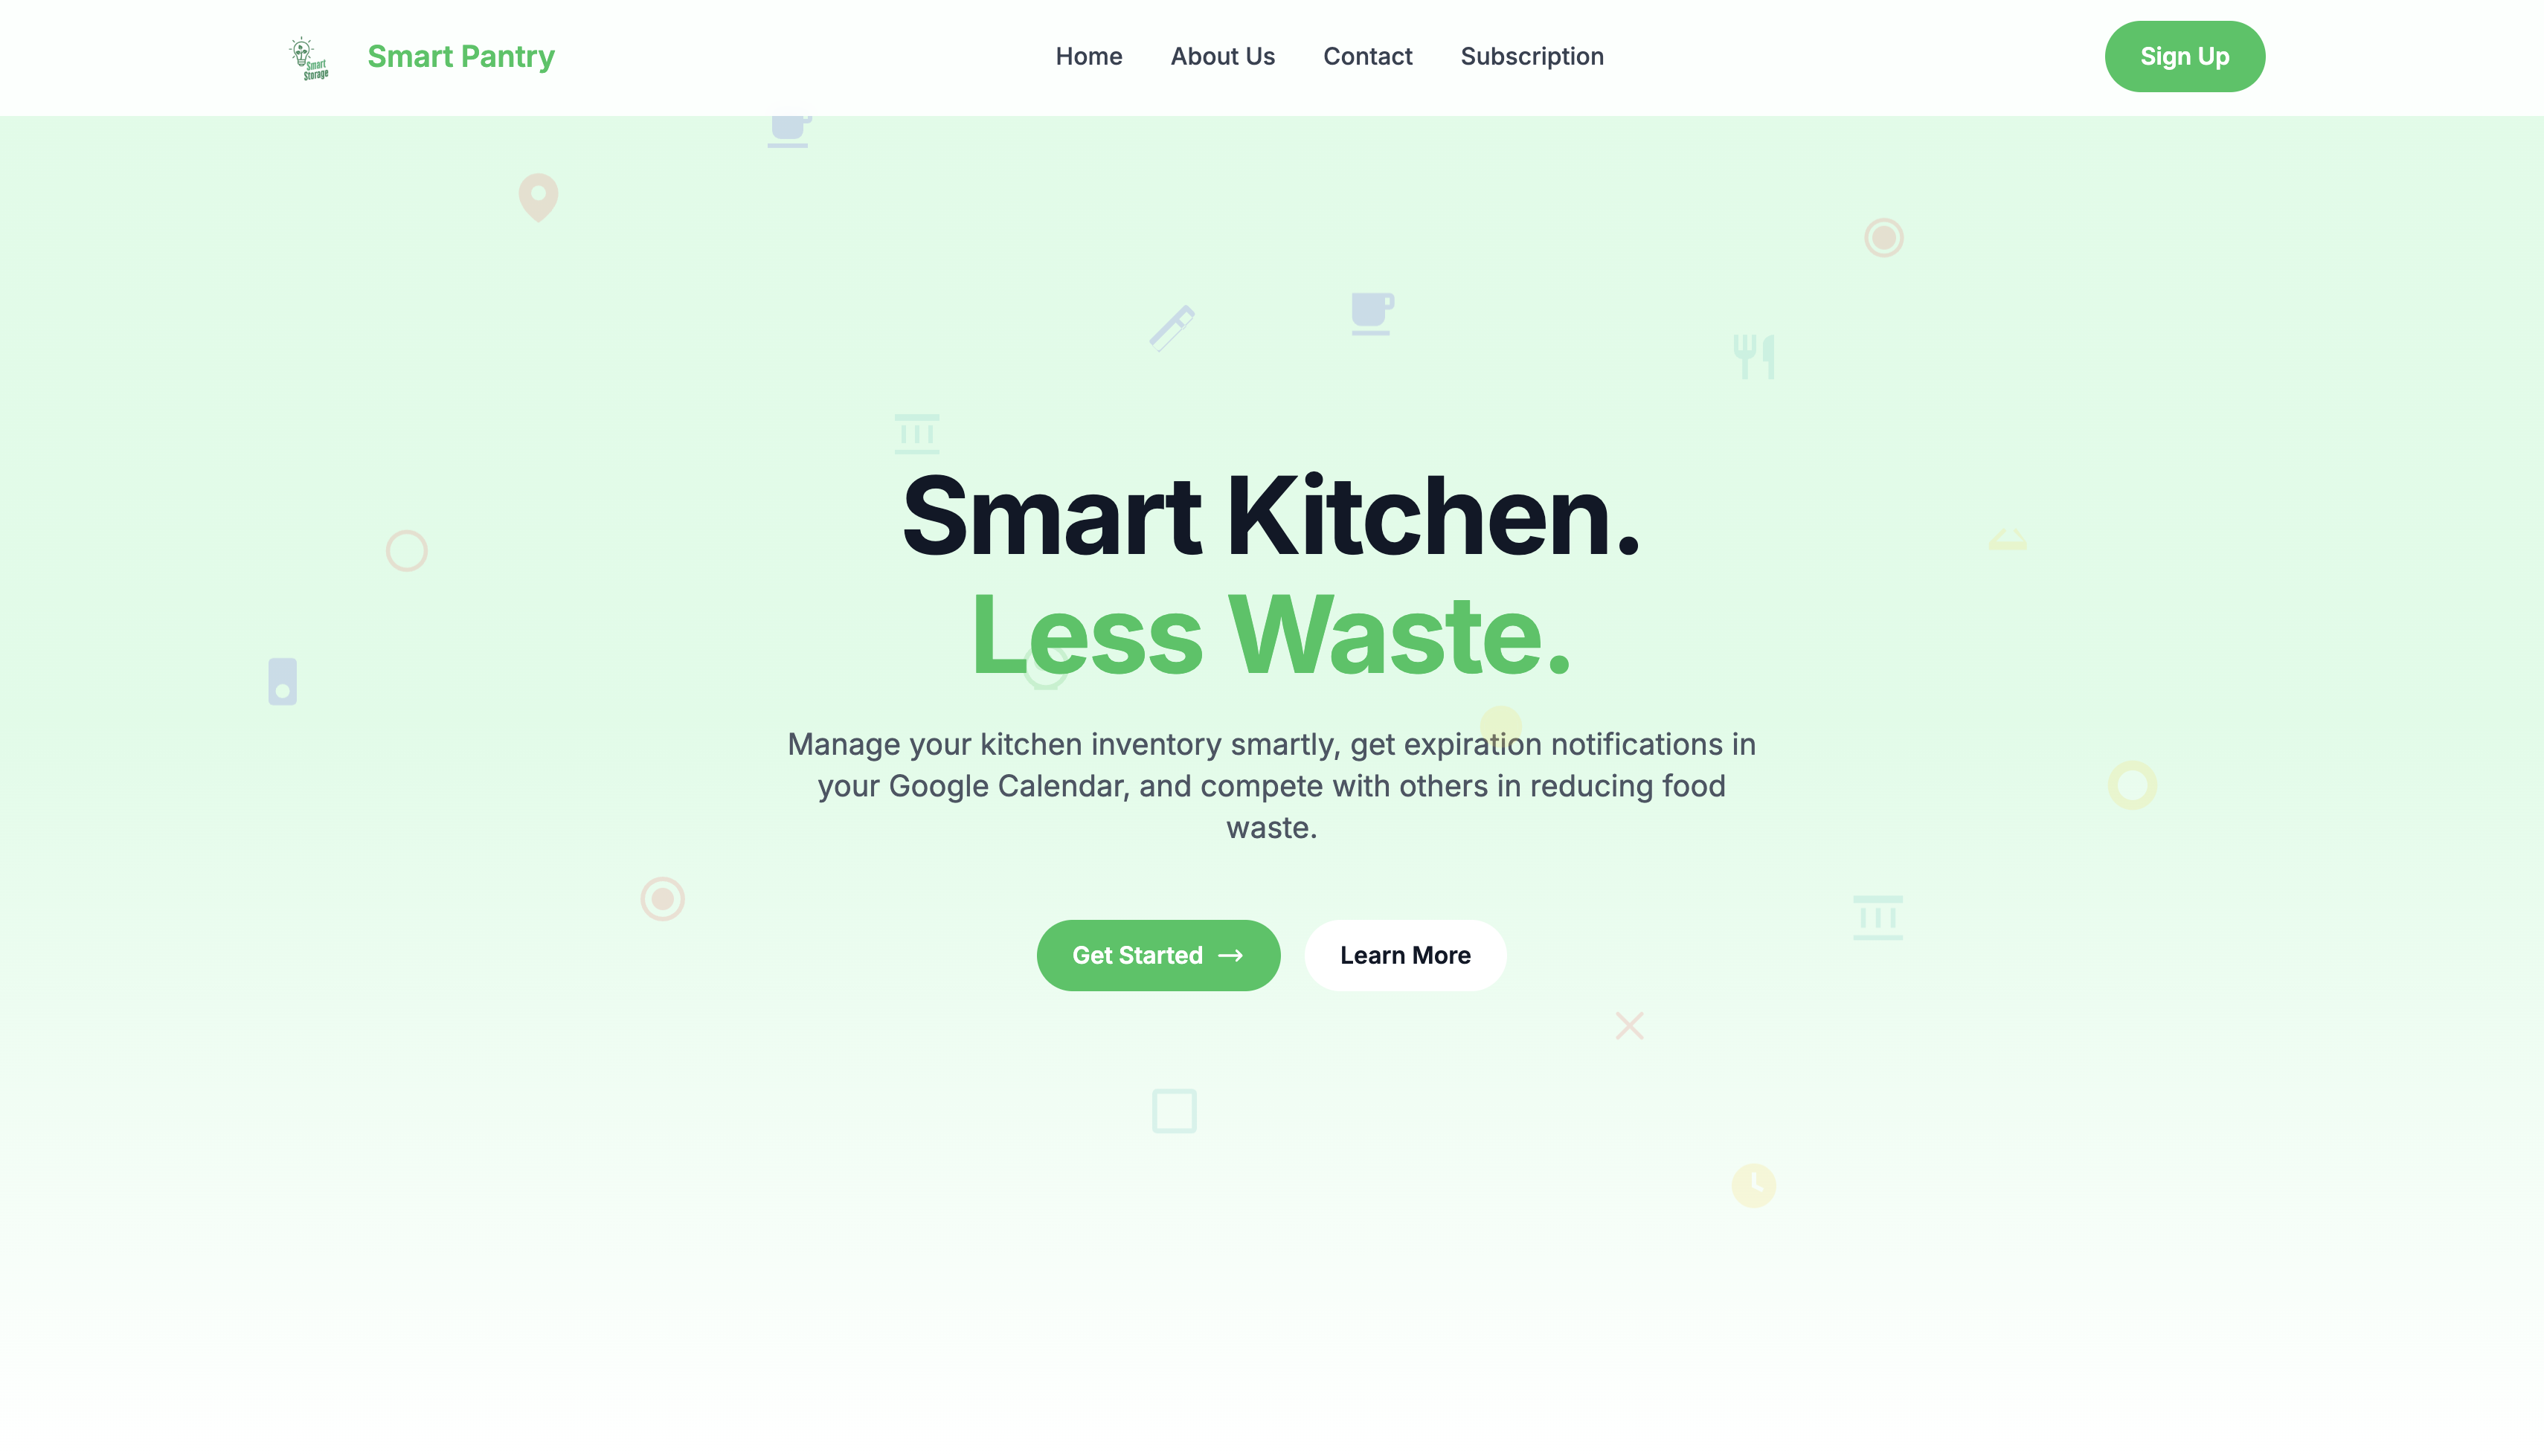 Smart
Storage
Smart Pantry
Home
About Us
Contact
Subscription
Sign Up
Smart Kitchen.
Less Waste.
Manage your kitchen inventory smartly, get expiration notifications in
your Google Calendar, and compete with others in reducing food
waste.
Get Started →
Learn More